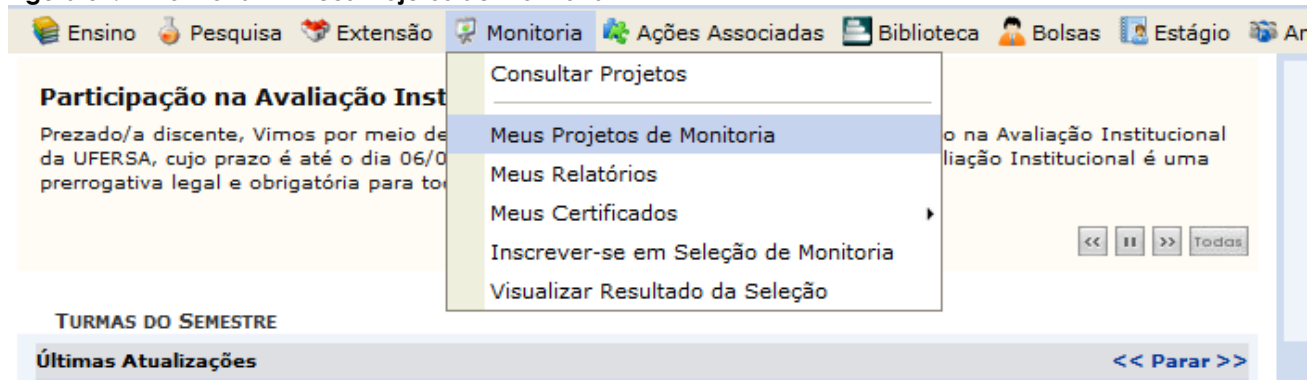 Ensino Pesquisa Extensão Monitoria Ações Associadas Biblioteca Bolsas Estágio
Consultar Projetos
Meus Projetos de Monitoria
Meus Relatórios
Meus Certificados
Inscrever-se em Seleção de Monitoria
Visualizar Resultado da Seleção
Participação na Avaliação Inst
Prezado/a discente, Vimos por meio de o na Avaliação Institucional
da UFERSA, cujo prazo é até o dia 06/0 liação Institucional é uma
prerrogativa legal e obrigatória para to
<< II >> Todas
TURMAS DO SEMESTRE
Últimas Atualizações << Parar >>